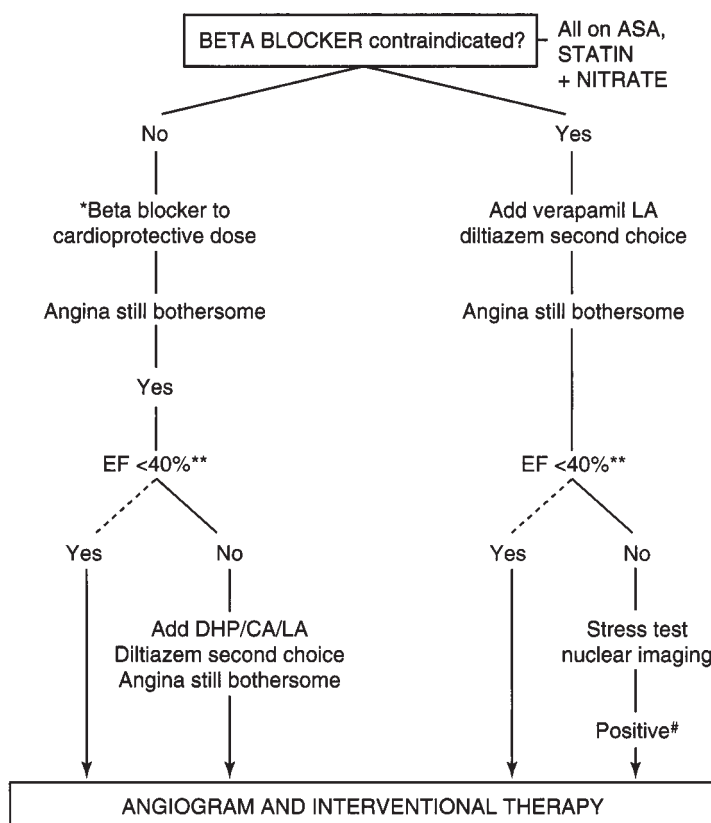 BETA BLOCKER contraindicated?
All on ASA,
STATIN
+ NITRATE
No
Yes
*Beta blocker to
cardioprotective dose
Add verapamil LA
diltiazem second choice
Angina still bothersome
Angina still bothersome
Yes
EF <40%**
EF <40%**
Yes
No
Yes
No
Add DHP/CA/LA
Diltiazem second choice
Angina still bothersome
Stress test
nuclear imaging
Positive#
ANGIOGRAM AND INTERVENTIONAL THERAPY